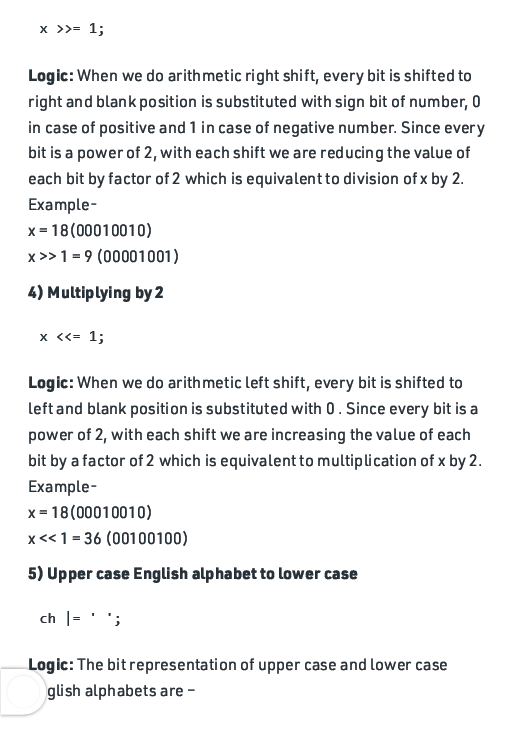 x >>= 1;
Logic: When we do arithmetic right shift, every bit is shifted to
right and blank position is substituted with sign bit of number, 0
in case of positive and 1 in case of negative number. Since every
bit is a power of 2, with each shift we are reducing the value of
each bit by factor of 2 which is equivalent to division of x by 2.
Example-
x = 18(00010010)
x >> 1 = 9 (00001001)
4) Multiplying by 2
x <<= 1;
Logic: When we do arithmetic left shift, every bit is shifted to
left and blank position is substituted with 0 . Since every bit is a
power of 2, with each shift we are increasing the value of each
bit by a factor of 2 which is equivalent to multiplication of x by 2.
Example-
x = 18(00010010)
x << 1 = 36 (00100100)
5) Upper case English alphabet to lower case
ch |= ' ';
Logic: The bit representation of upper case and lower case
glish alphabets are –